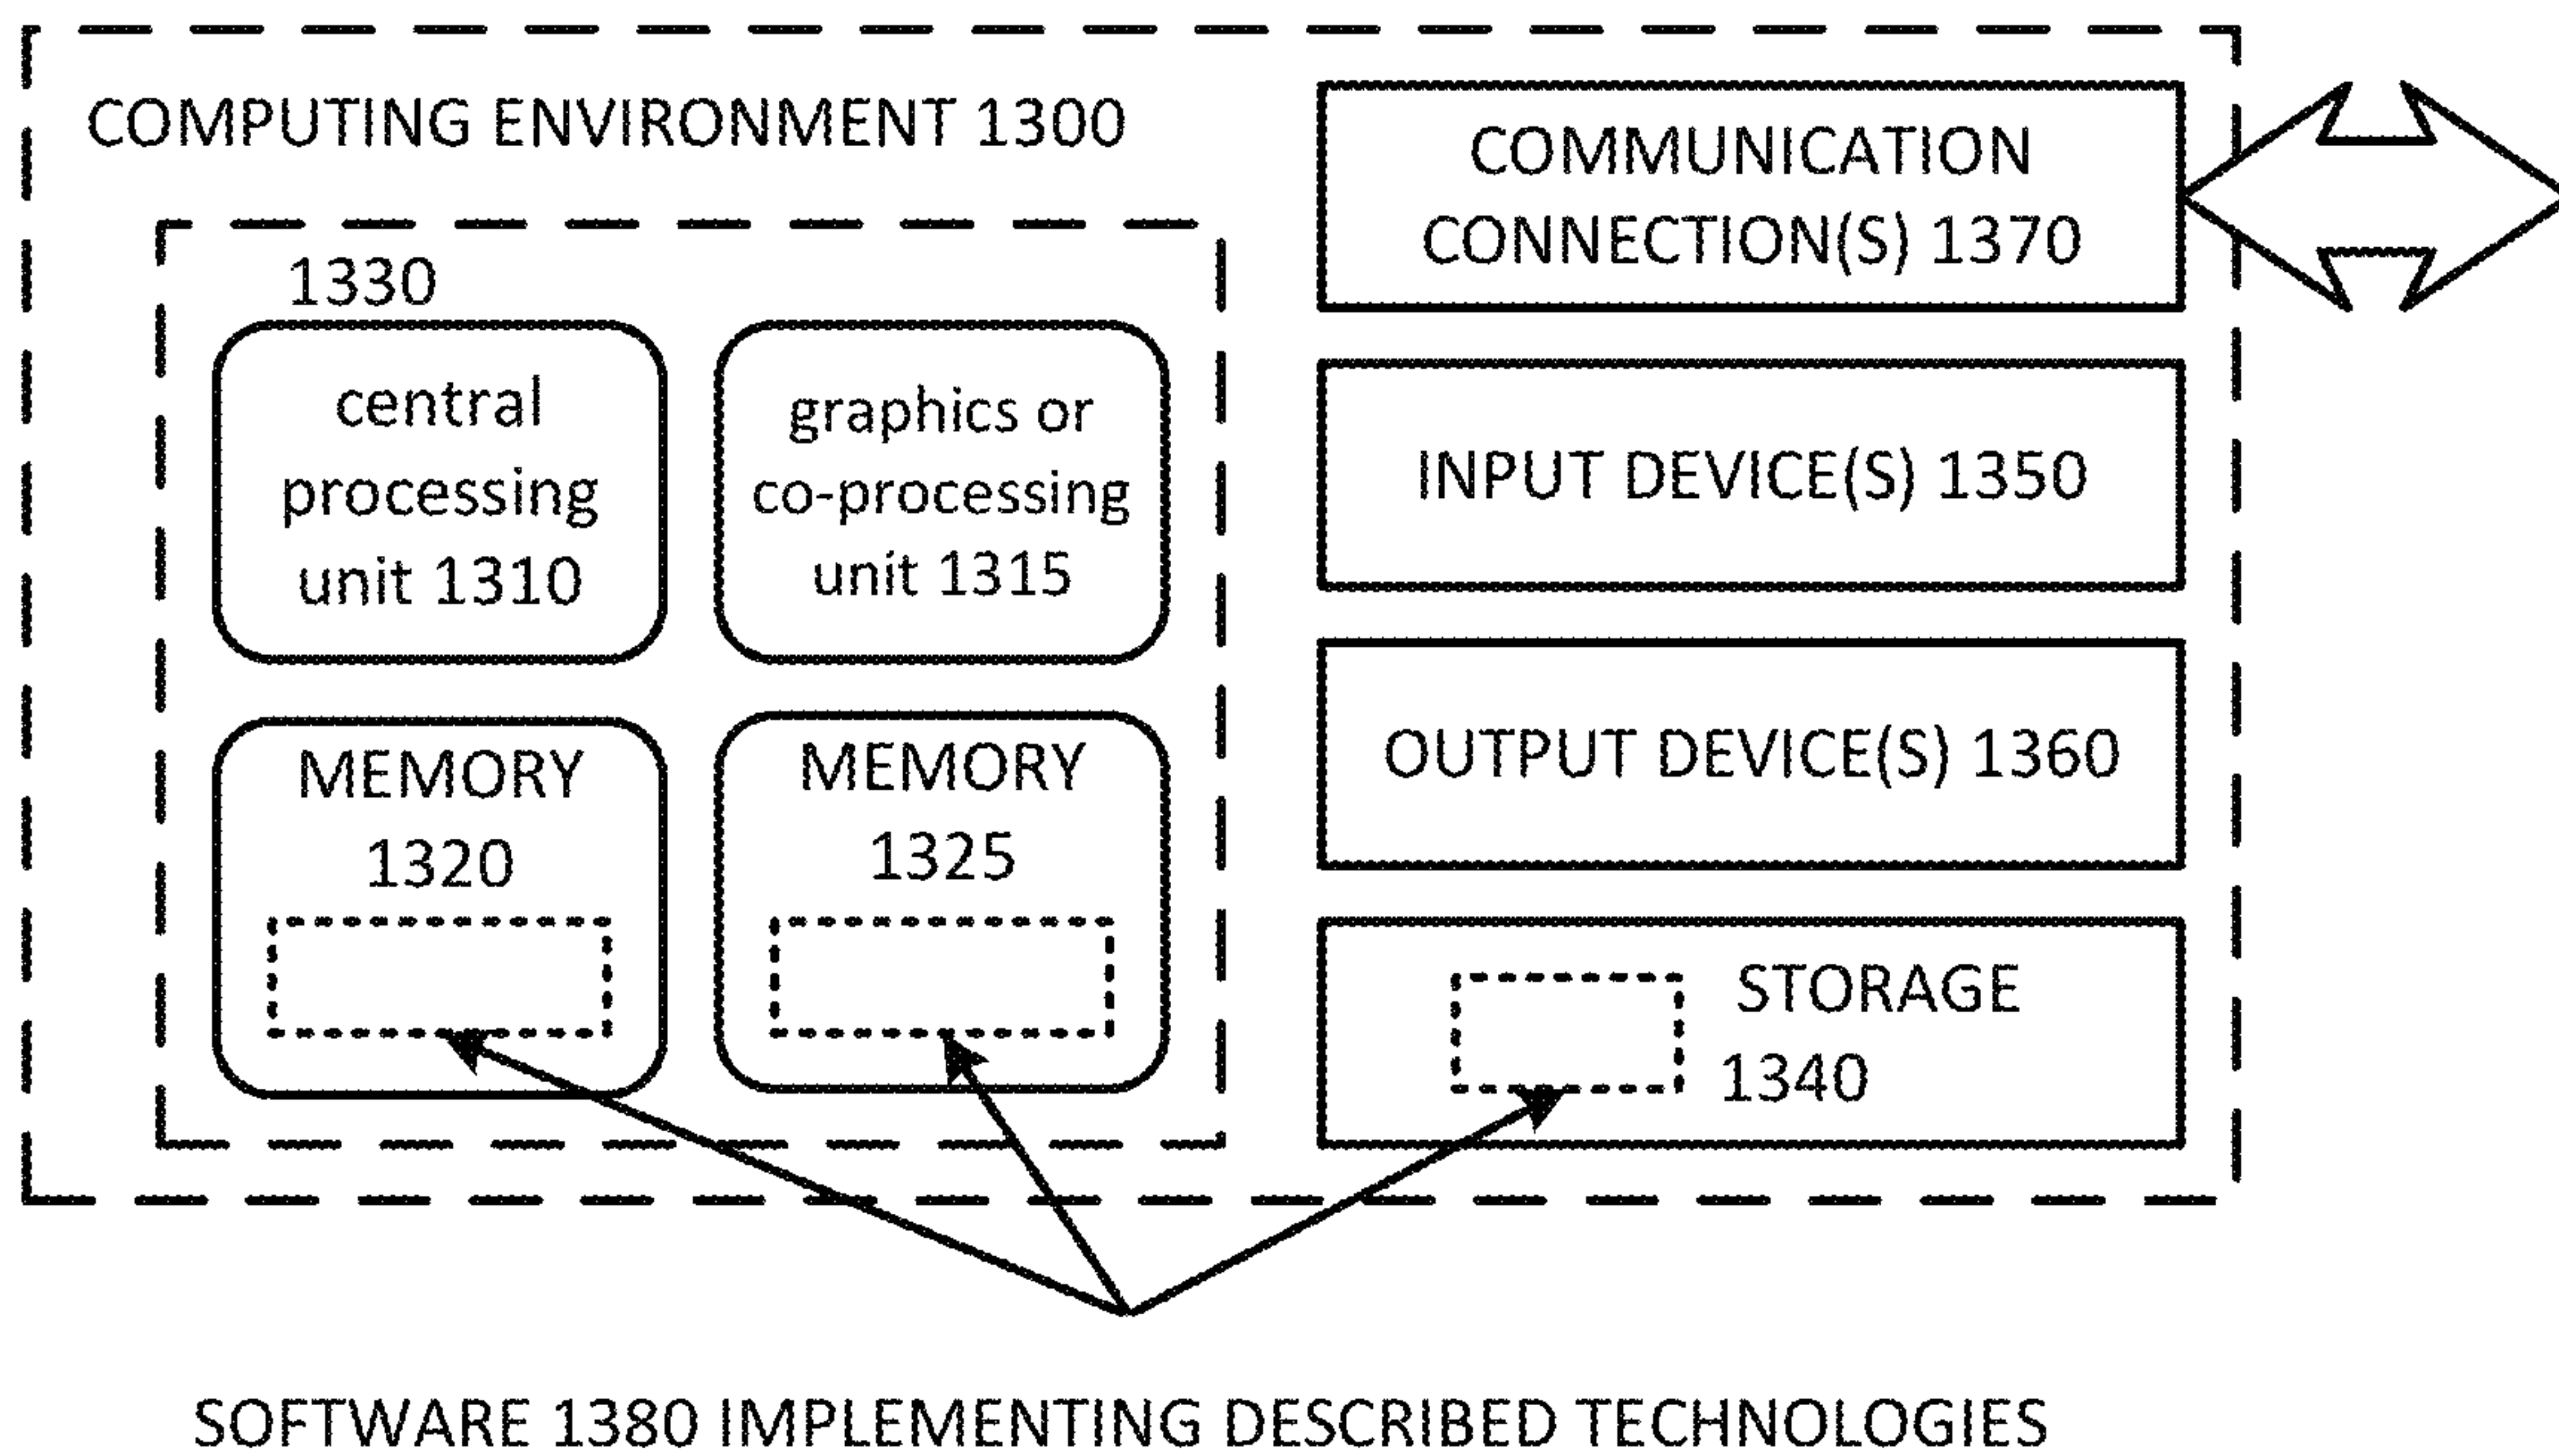 COMPUTING ENVIRONMENT 1300
1330
central
processing
unit 1310
graphics or
co-processing
unit 1315
MEMORY
1320
MEMORY
1325
COMMUNICATION
CONNECTION(S) 1370
INPUT DEVICE(S) 1350
OUTPUT DEVICE(S) 1360
STORAGE
1340
SOFTWARE 1380 IMPLEMENTING DESCRIBED TECHNOLOGIES